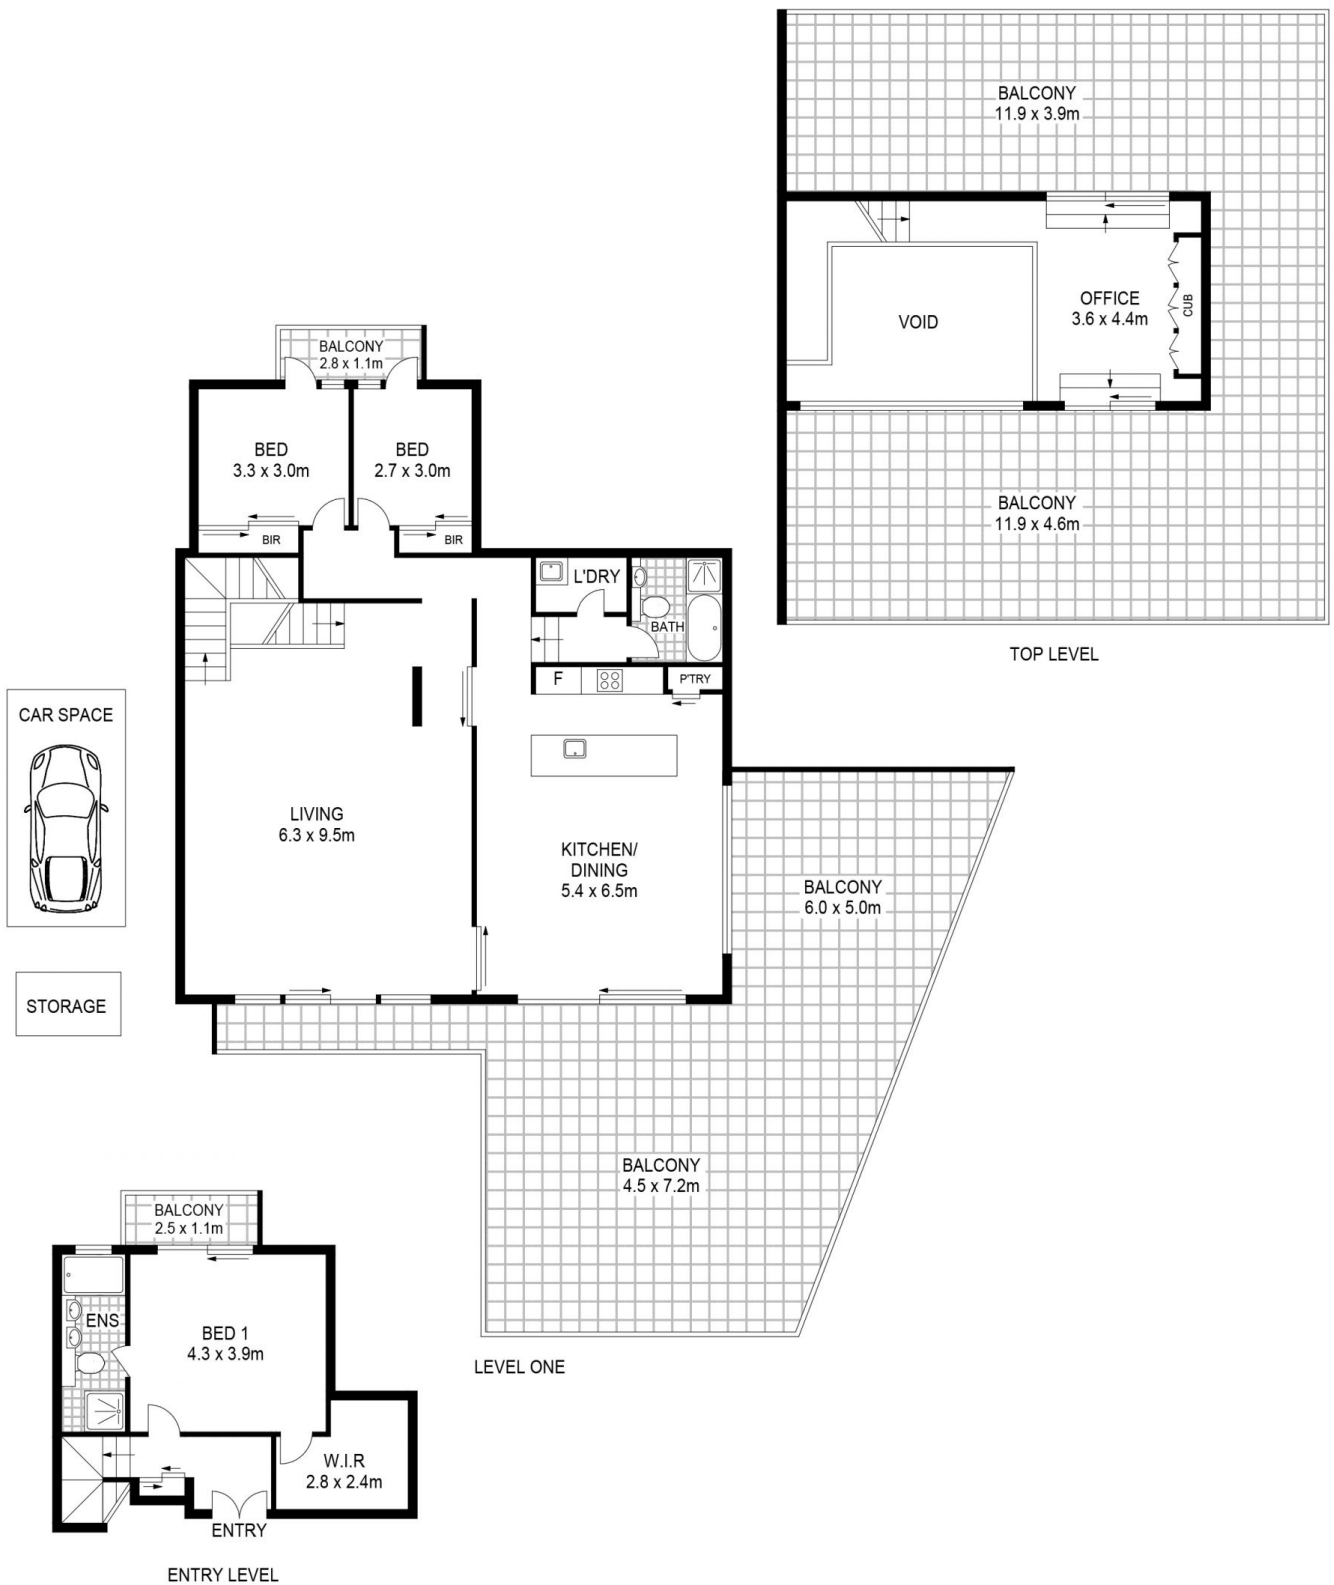 BALCONY
11.9 x 3.9m
OFFICE
3.6 x 4.4m
CUB
VOID
BALCONY
11.9 x 4.6m
TOP LEVEL
BALCONY
2.8 x 1.1m
BED
3.3 x 3.0m
BED
2.7 x 3.0m
BIR
BIR
L'DRY
BATH
F
P'TRY
CAR SPACE
LIVING
6.3 x 9.5m
KITCHEN/
DINING
5.4 x 6.5m
BALCONY
6.0 x 5.0m
STORAGE
BALCONY
4.5 x 7.2m
LEVEL ONE
BALCONY
2.5 x 1.1m
ENS
BED 1
4.3 x 3.9m
W.I.R
2.8 x 2.4m
ENTRY
ENTRY LEVEL